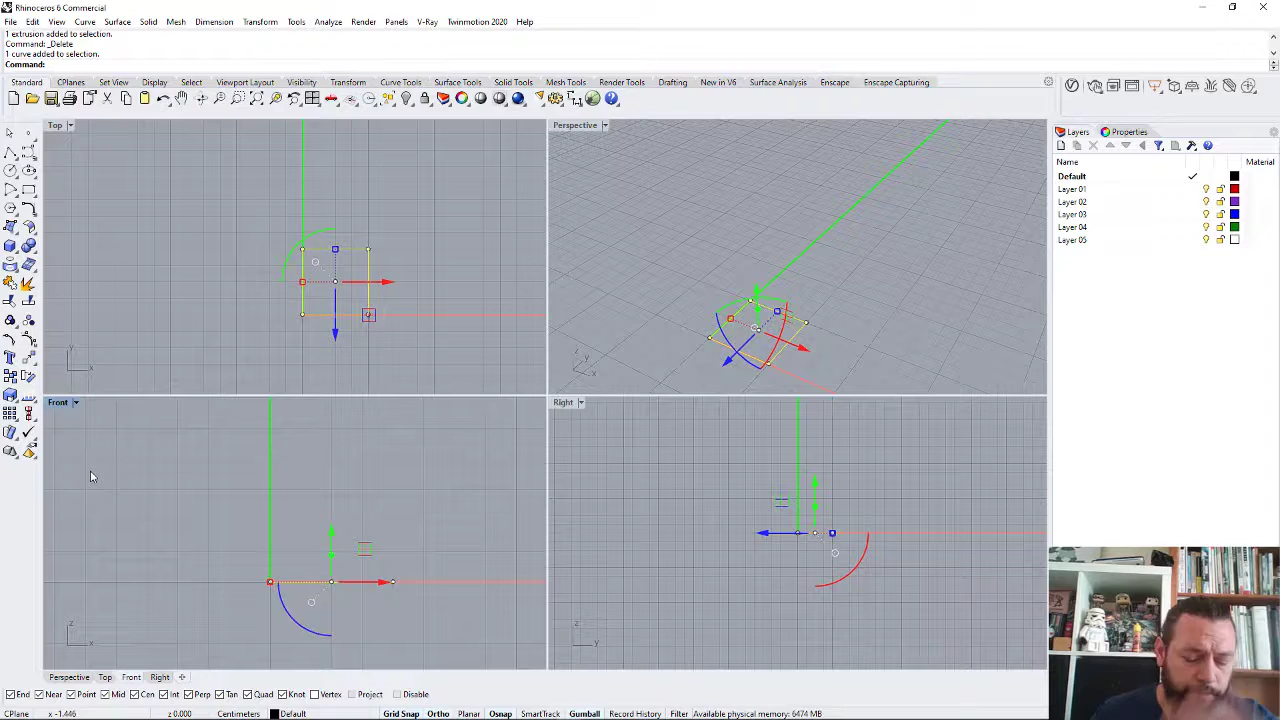 Rhinoceros 6 Commercial
File Edit View Curve Surface Solid Mesh Dimension Transform Tools Analyze Render Panels V-Ray Twinmotion 2020 Help
1 extrusion added to selection.
Command: _Delete
1 curve added to selection.
Command:
Standard CPlanes Set View Display Select Viewport Layout Visibility Transform Curve Tools Surface Tools Solid Tools Mesh Tools Render Tools Drafting New in V6 Surface Analysis Enscape Enscape Capturing
Top
Perspective
Layers Properties
Name Material
Default
Layer 01
Layer 02
Layer 03
Layer 04
Layer 05
y
x
z
y
x
Front
Right
z
x
z
y
Perspective Top Front Right
End Near Point Mid Cen Int Perp Tan Quad Knot Vertex Project Disable
CPlane x -1.446 z 0.000 Centimeters Default Grid Snap Ortho Planar Osnap SmartTrack Gumball Record History Filter Available physical memory: 6474 MB